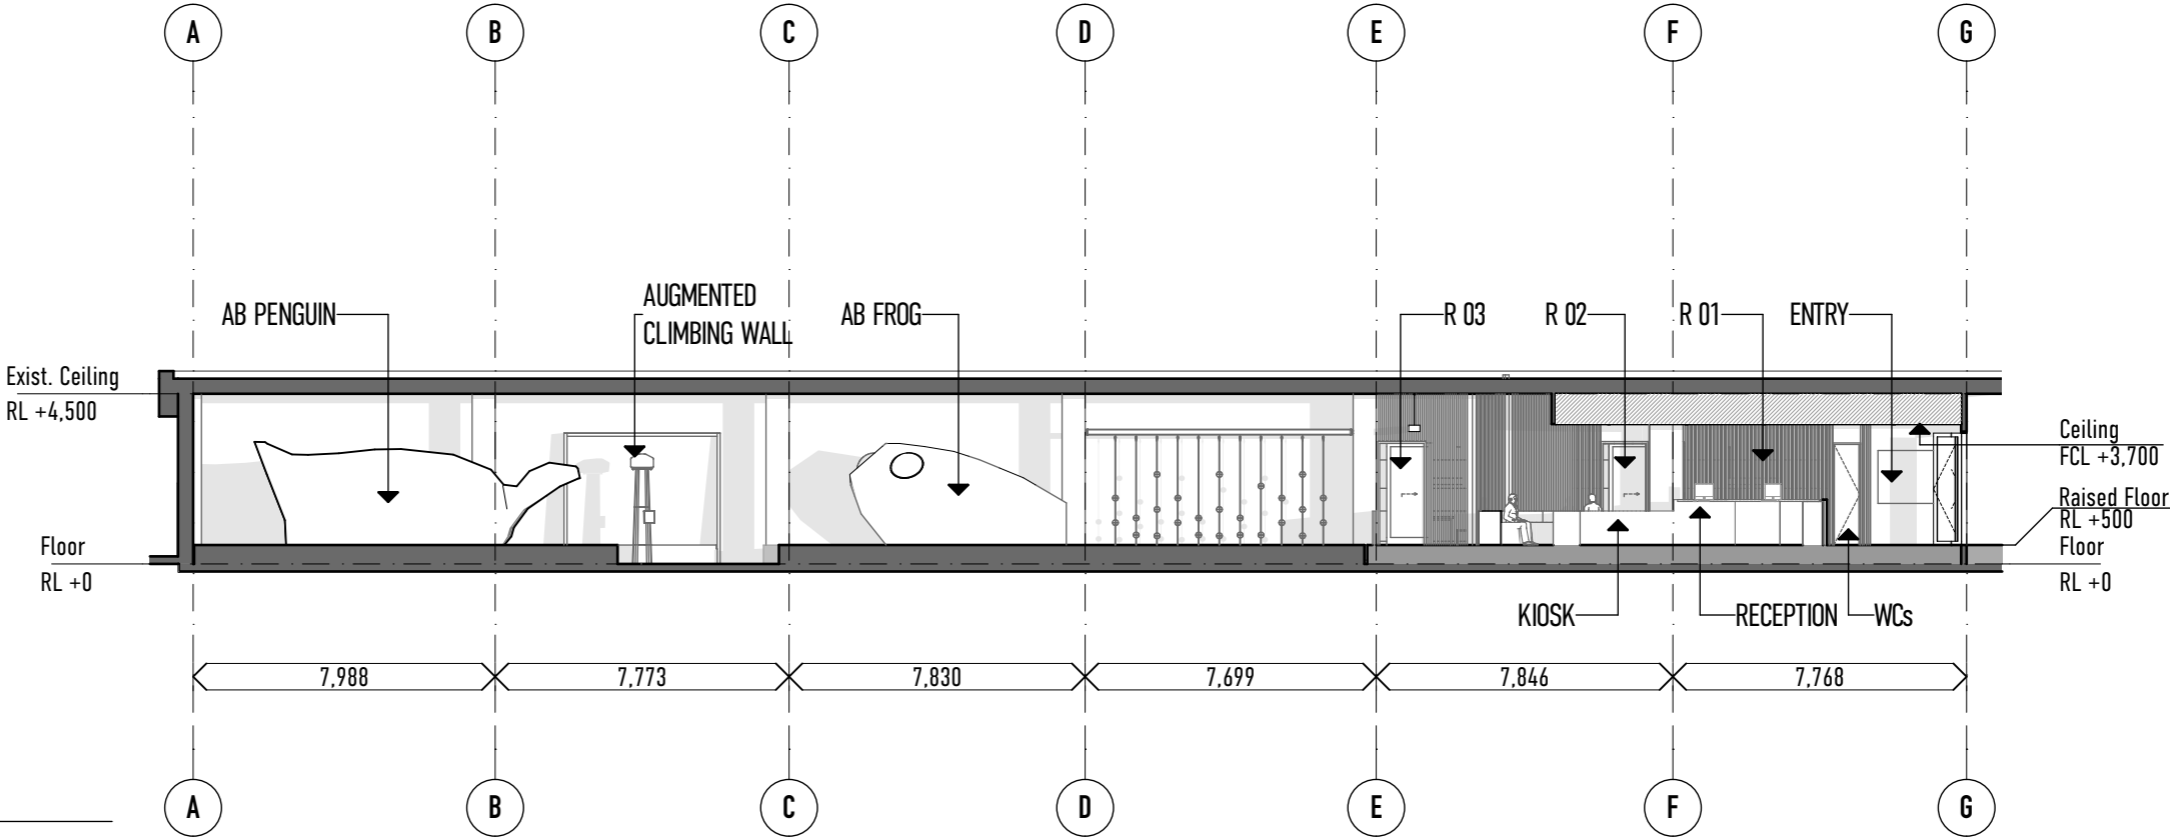 A B C D E F G
AUGMENTED
CLIMBING WALL
AB PENGUIN
AB FROG
R 03
R 02
R 01
ENTRY
Exist. Ceiling
RL +4,500
Ceiling
FCL +3,700
Raised Floor
RL +500
Floor
RL +0
Floor
RL +0
KIOSK
RECEPTION
WCs
7,988 7,773 7,830 7,699 7,846 7,768
A B C D E F G